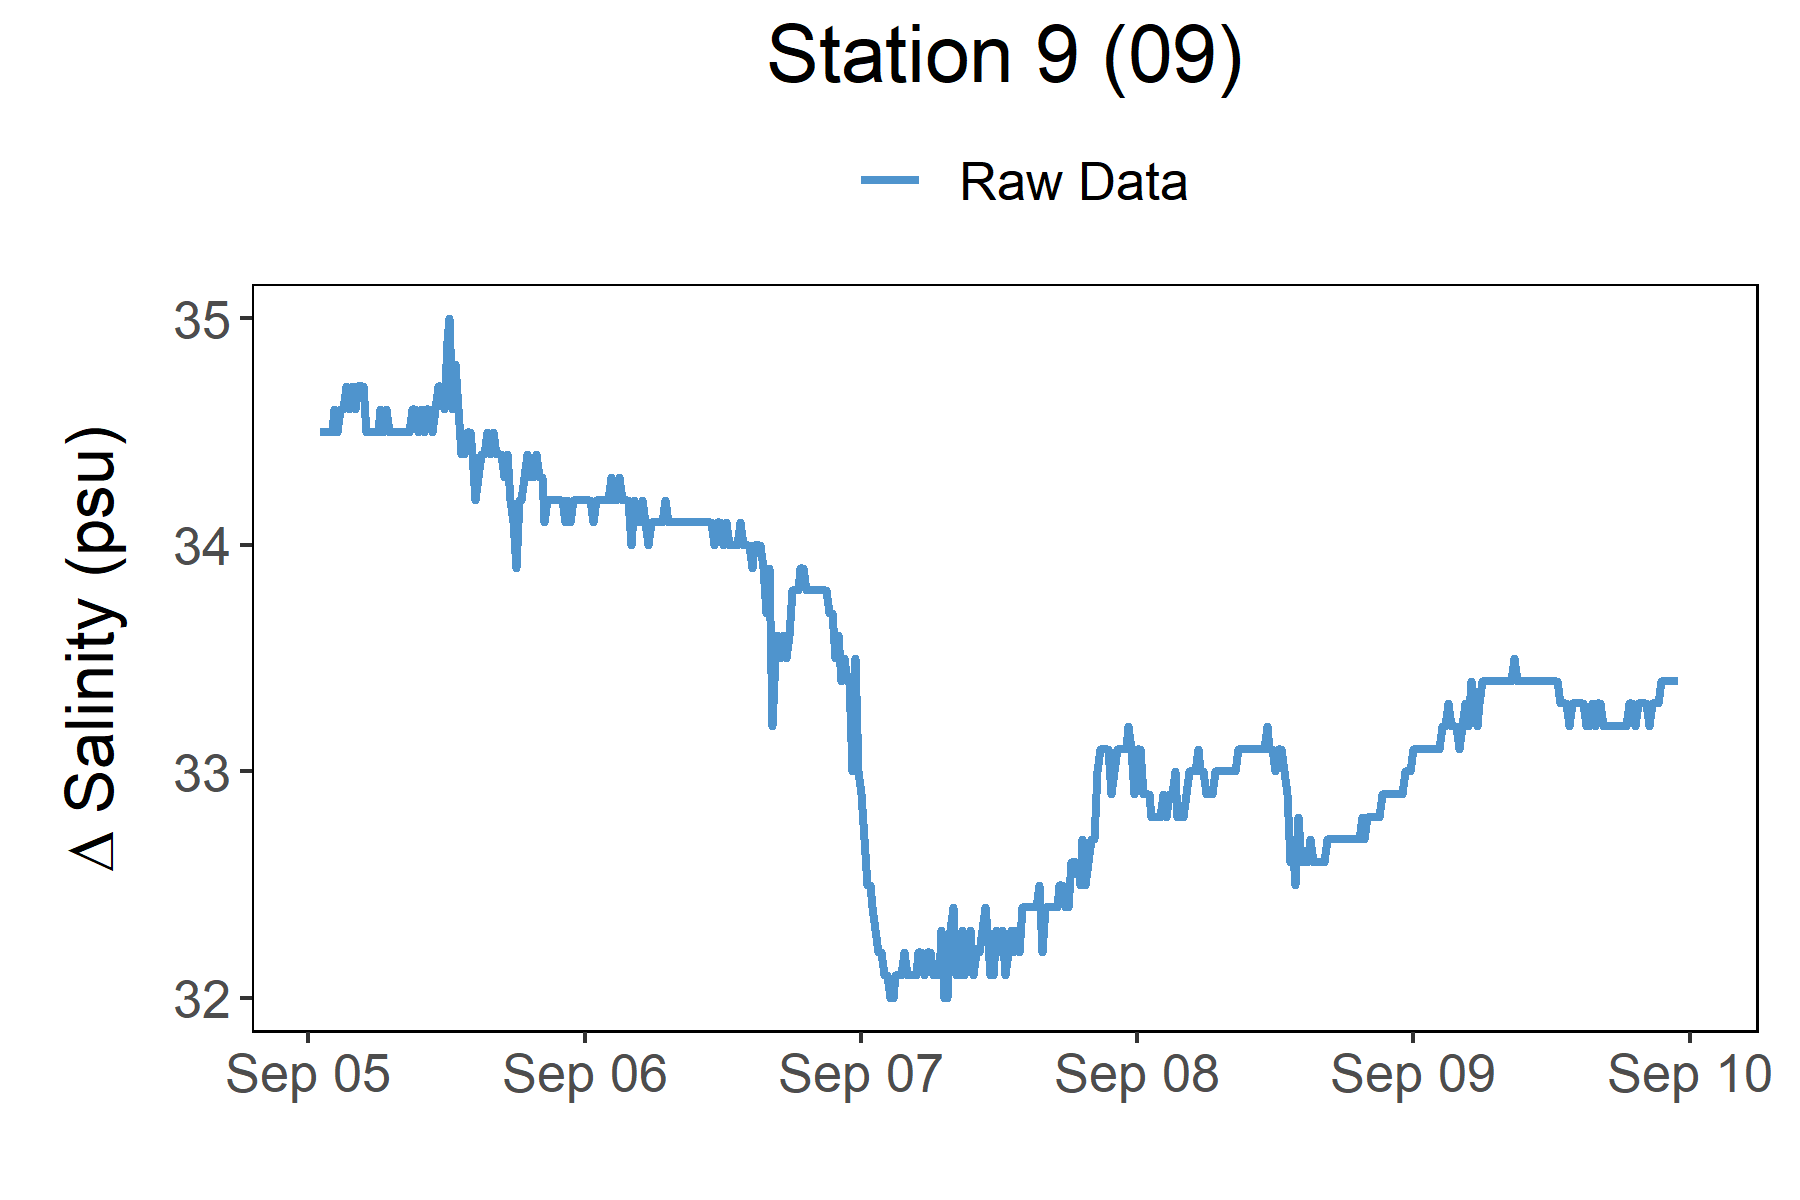 Station 9 (09)
Raw Data
Δ Salinity (psu)
35
34
33
32
Sep 05 Sep 06 Sep 07 Sep 08 Sep 09 Sep 10